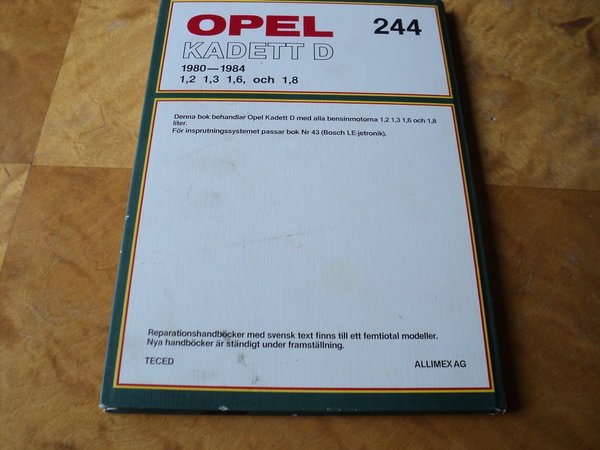 OPEL 244
KADETT D
1980—1984
1,2 1,3 1,6, och 1,8
Denna bok behandlar Opel Kadett D med alla bensinmotorna 1,2 1,3 1,6 och 1,8
liter.
För insprutningssystemet passar bok Nr 43 (Bosch LE-jetronik).
Reparationshandböcker med svensk text finns till ett femtiotal modeller.
Nya handböcker är ständigt under framställning.
TECED ALLIMEX AG